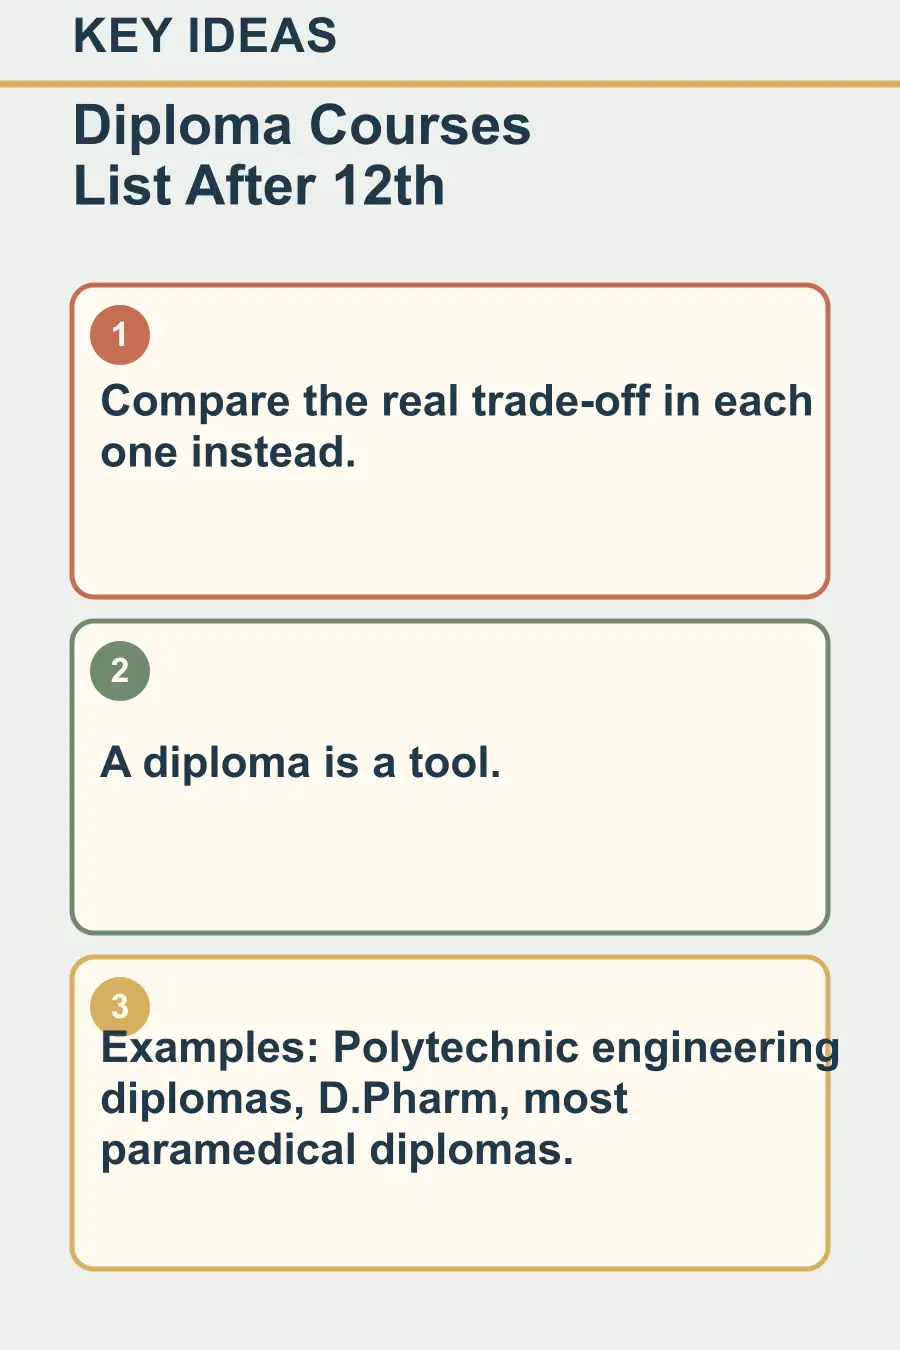 KEY IDEAS
Diploma Courses
List After 12th
1
Compare the real trade-off in each
one instead.
2
A diploma is a tool.
3
Examples: Polytechnic engineering
diplomas, D.Pharm, most
paramedical diplomas.